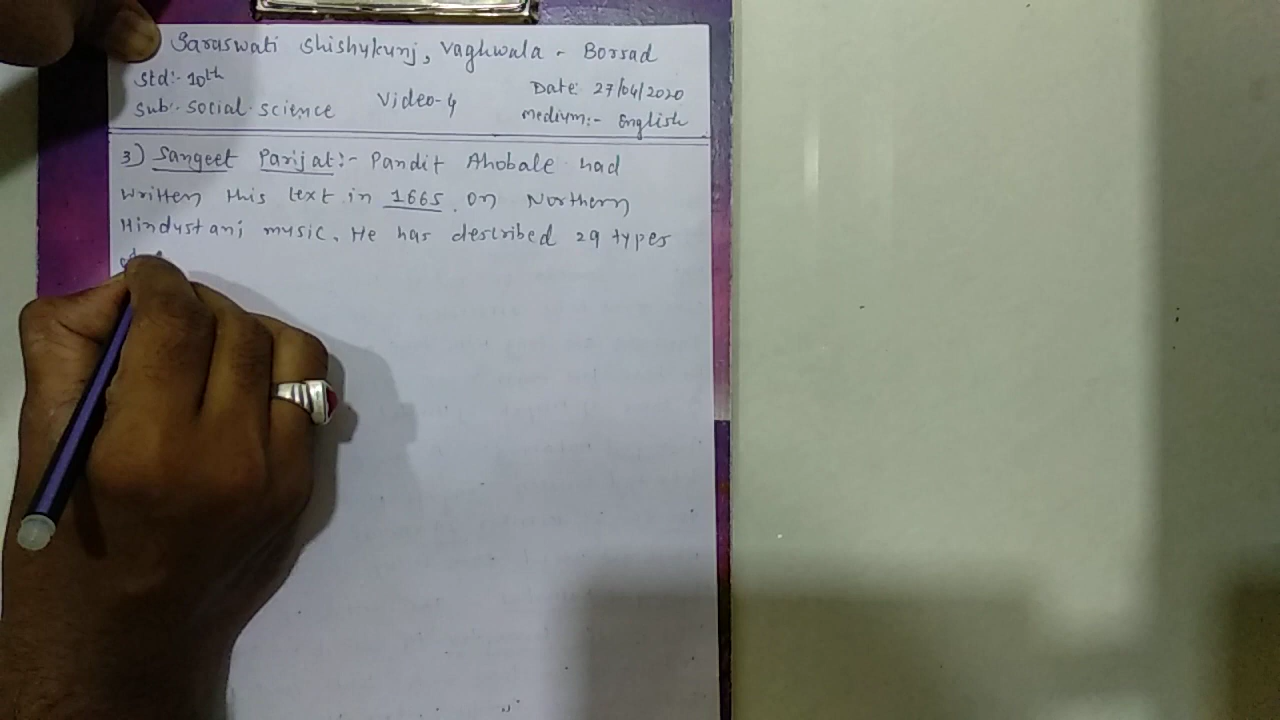 Saraswati Shishykunj, Vaghwala - Borsad
Std:- 10th
Date: 27/04/2020
Sub:- Social science
Video-4
Medium:- English
3) Sangeet Parijat:- Pandit Ahobale had
written this text in 1665 on Northern
Hindustani music. He has described 29 types